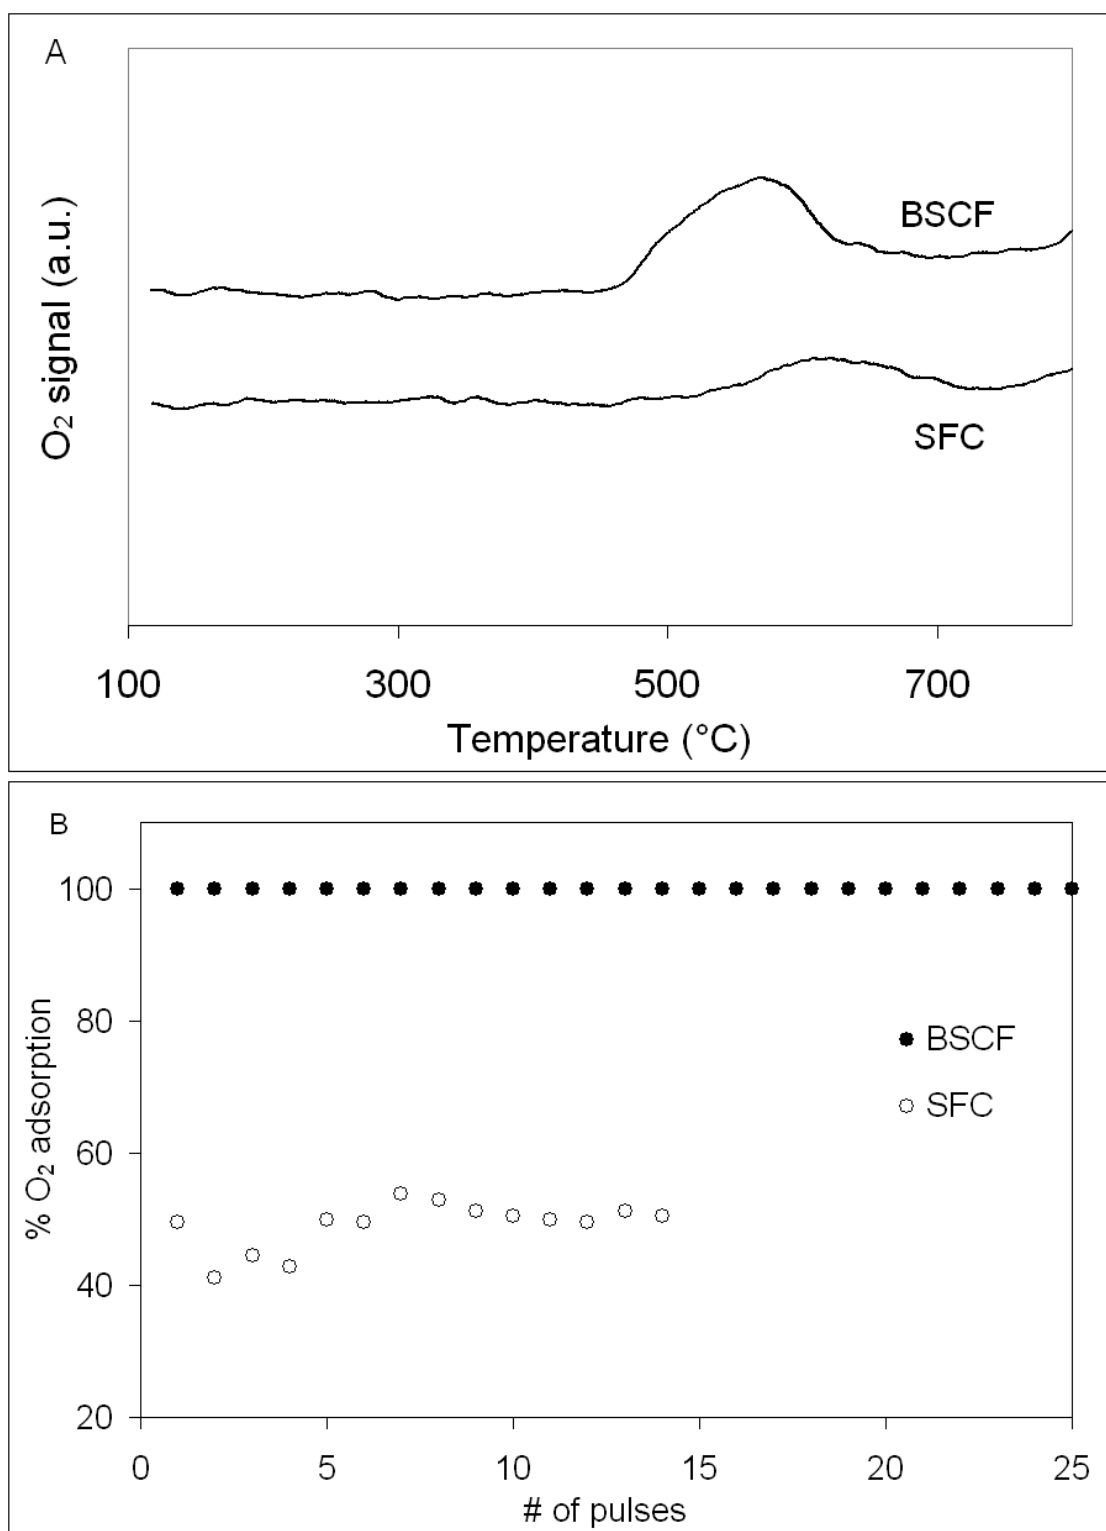 A
O₂ signal (a.u.)
BSCF
SFC
100 300 500 700
Temperature (°C)
B
% O₂ adsorption
100
80
60
40
20
BSCF
SFC
0 5 10 15 20 25
# of pulses